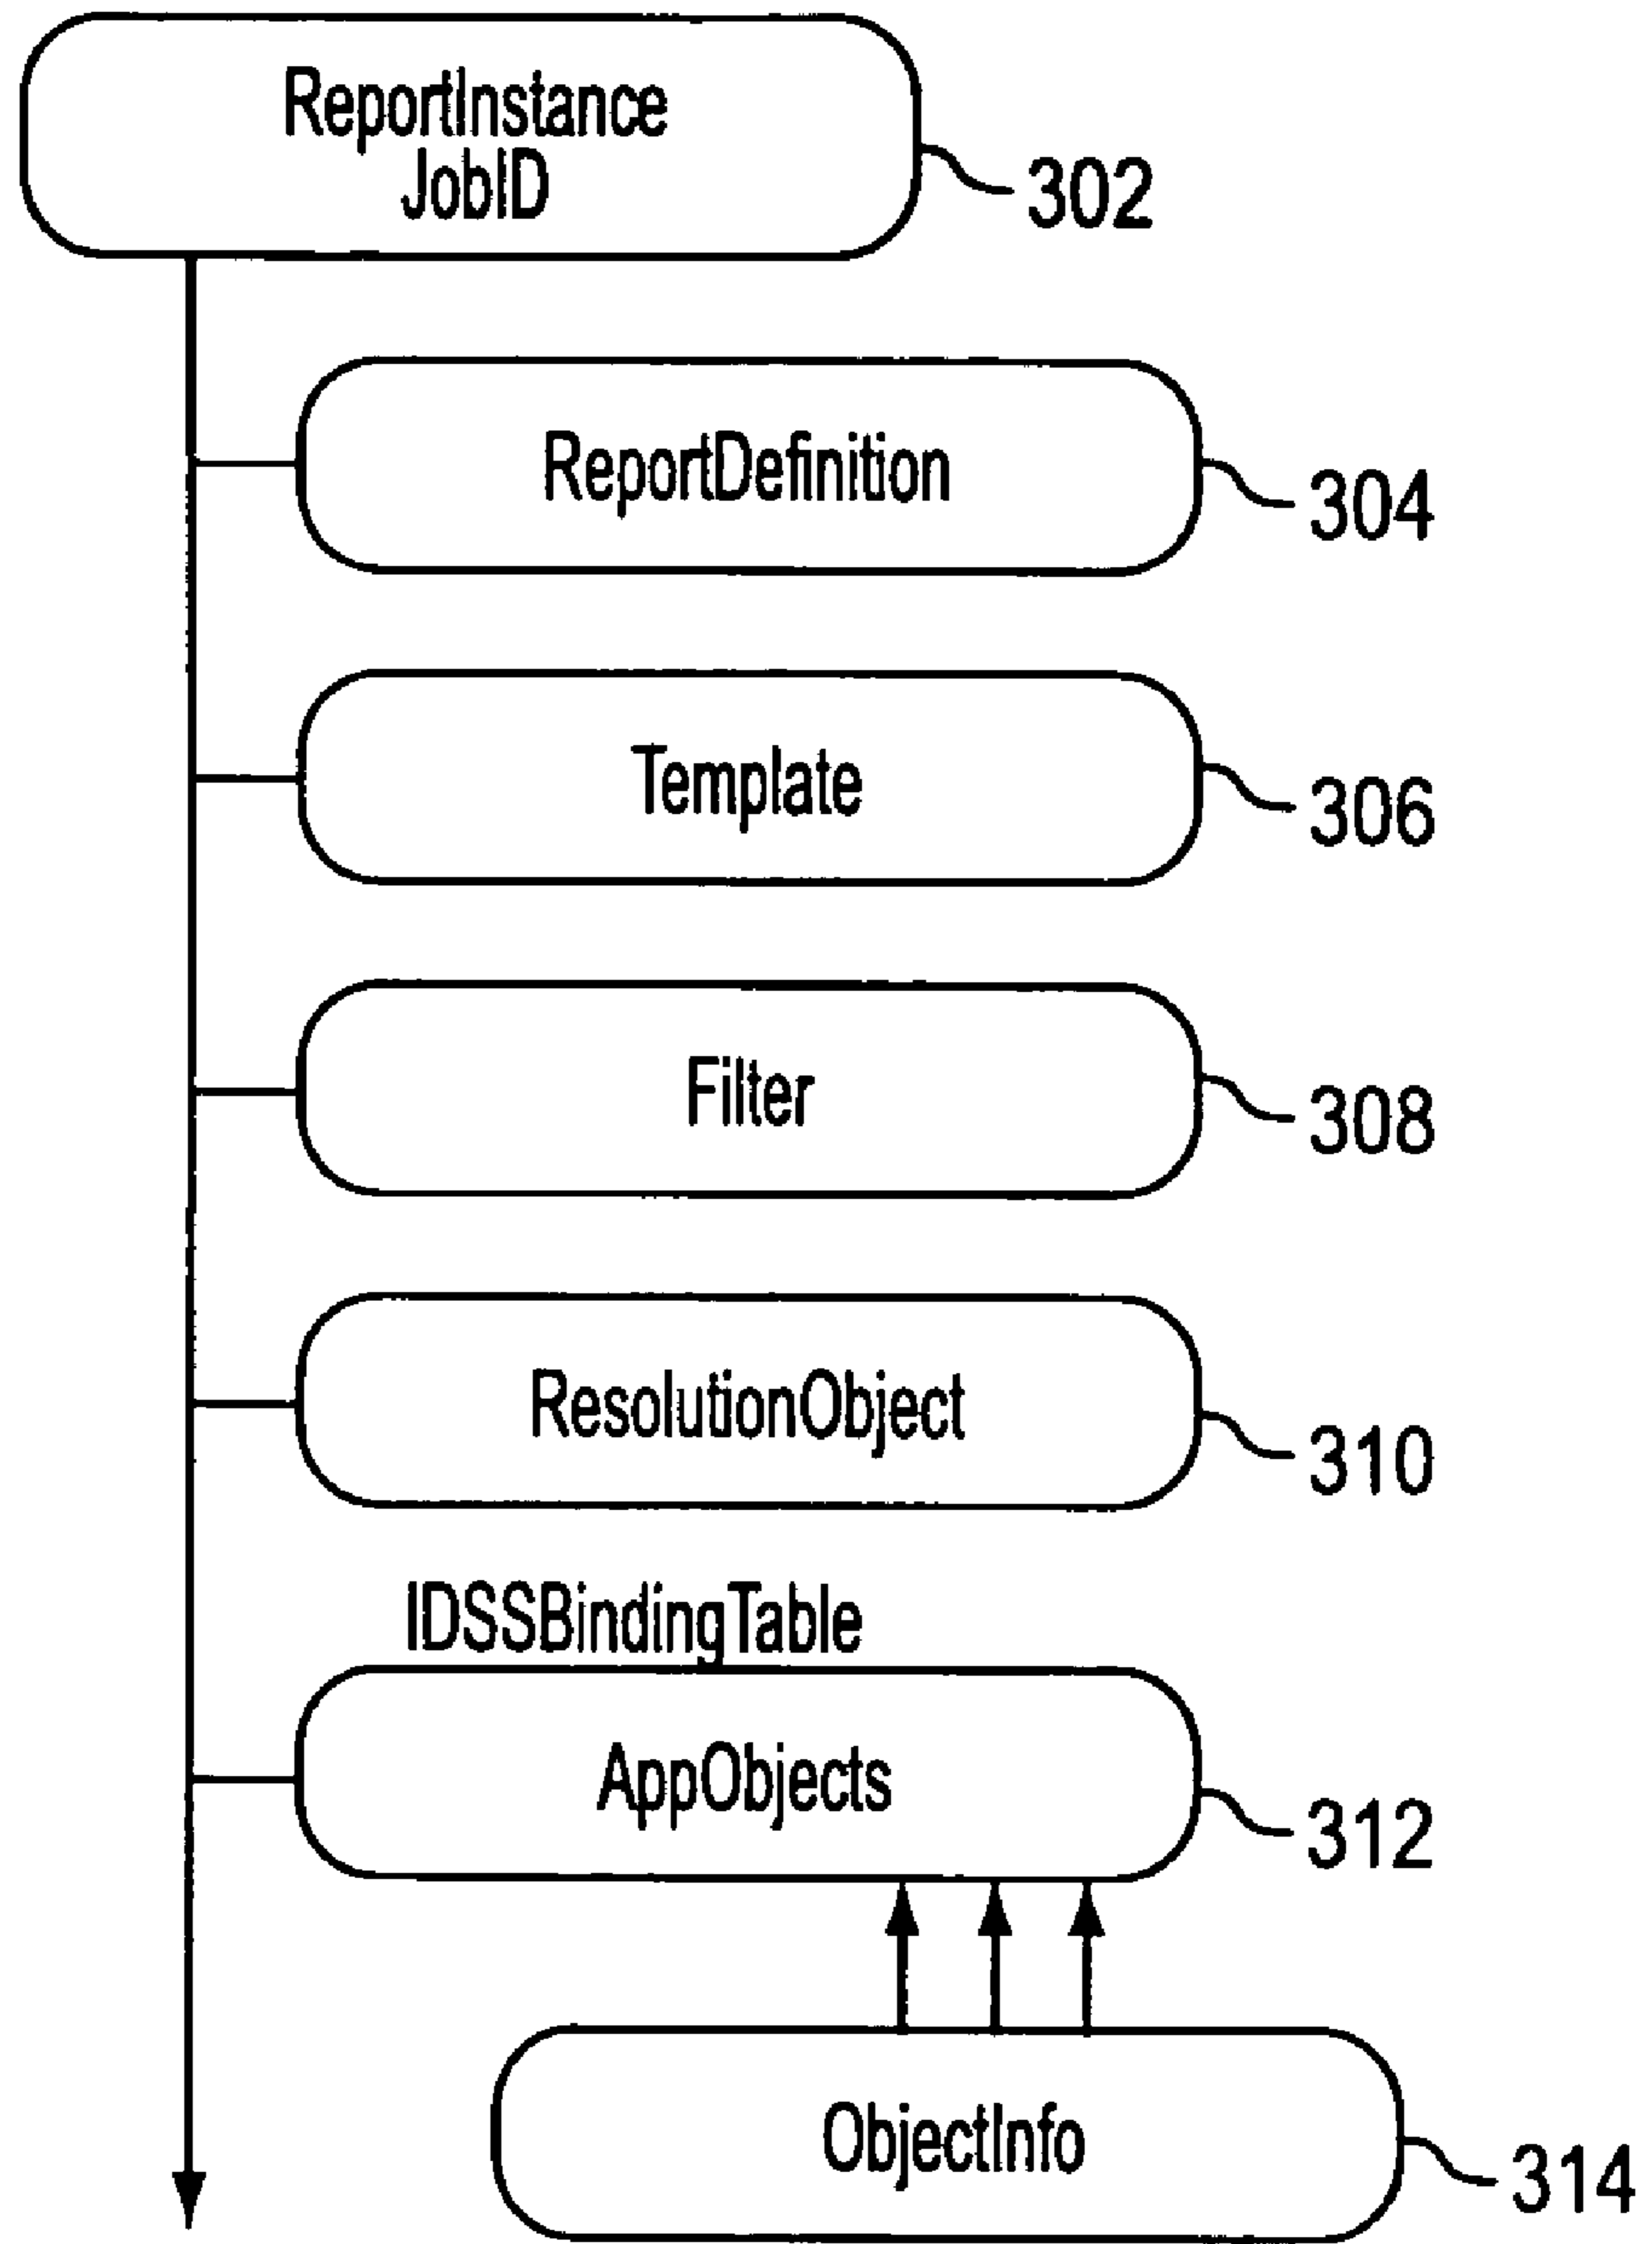 ReportInstance
JobID
302
ReportDefinition
304
Template
306
Filter
308
ResolutionObject
310
IDSSBindingTable
AppObjects
312
ObjectInfo
314